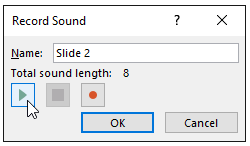 Record Sound ?
Name: Slide 2
Total sound length: 8
OK Cancel